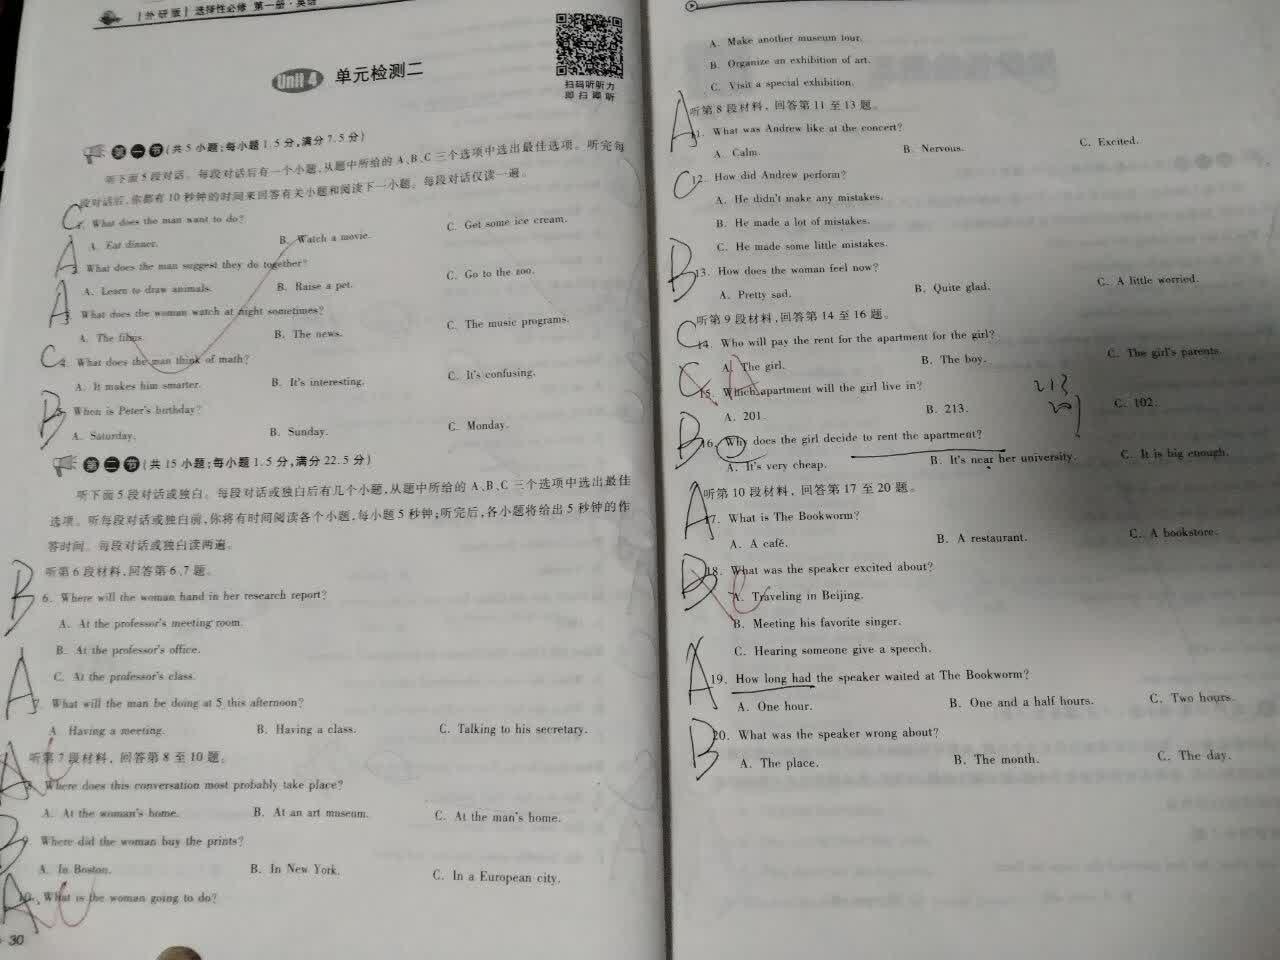 |外研版| 选择性必修 第一册·英语
Unit 4 单元检测二
扫码听听力
即扫即听
第一节 (共5小题;每小题1.5分,满分7.5分)
听下面5段对话。每段对话后有一个小题,从题中所给的A、B、C三个选项中选出最佳选项。听完每
段对话后,你都有10秒钟的时间来回答有关小题和阅读下一小题。每段对话仅读一遍。
C
1. What does the man want to do?
A. Eat dinner. B. Watch a movie. C. Get some ice cream.
A
What does the man suggest they do together?
A. Learn to draw animals. B. Raise a pet. C. Go to the zoo.
A
What does the woman watch at night sometimes?
A. The films. B. The news. C. The music programs.
C
4. What does the man think of math?
A. It makes him smarter. B. It's interesting. C. It's confusing.
B
When is Peter's birthday?
A. Saturday. B. Sunday. C. Monday.
第二节 (共15小题;每小题1.5分,满分22.5分)
听下面5段对话或独白。每段对话或独白后有几个小题,从题中所给的A、B、C三个选项中选出最佳
选项。听每段对话或独白前,你将有时间阅读各个小题,每小题5秒钟;听完后,各小题将给出5秒钟的作
答时间。每段对话或独白读两遍。
听第6段材料,回答第6、7题。
B
6. Where will the woman hand in her research report?
A. At the professor's meeting room.
B. At the professor's office.
C. At the professor's class.
A
7. What will the man be doing at 5 this afternoon?
A. Having a meeting. B. Having a class. C. Talking to his secretary.
听第7段材料,回答第8至10题。
A C
Where does this conversation most probably take place?
A. At the woman's home. B. At an art museum. C. At the man's home.
B
9. Where did the woman buy the prints?
A. In Boston. B. In New York. C. In a European city.
A C
10. What is the woman going to do?
30
A. Make another museum tour.
B. Organize an exhibition of art.
C. Visit a special exhibition.
听第8段材料,回答第11至13题。
A
11. What was Andrew like at the concert?
A. Calm. B. Nervous. C. Excited.
C
12. How did Andrew perform?
A. He didn't make any mistakes.
B. He made a lot of mistakes.
C. He made some little mistakes.
B
13. How does the woman feel now?
A. Pretty sad. B. Quite glad. C. A little worried.
听第9段材料,回答第14至16题。
C
14. Who will pay the rent for the apartment for the girl?
A. The girl. B. The boy. C. The girl's parents.
C A
15. Which apartment will the girl live in? 213
A. 201. B. 213. 201 C. 102.
B
16. Why does the girl decide to rent the apartment?
A. It's very cheap. B. It's near her university. C. It is big enough.
听第10段材料,回答第17至20题。
A
17. What is The Bookworm?
A. A café. B. A restaurant. C. A bookstore.
B C
18. What was the speaker excited about?
A. Traveling in Beijing.
B. Meeting his favorite singer.
C. Hearing someone give a speech.
A
19. How long had the speaker waited at The Bookworm?
A. One hour. B. One and a half hours. C. Two hours.
B
20. What was the speaker wrong about?
A. The place. B. The month. C. The day.